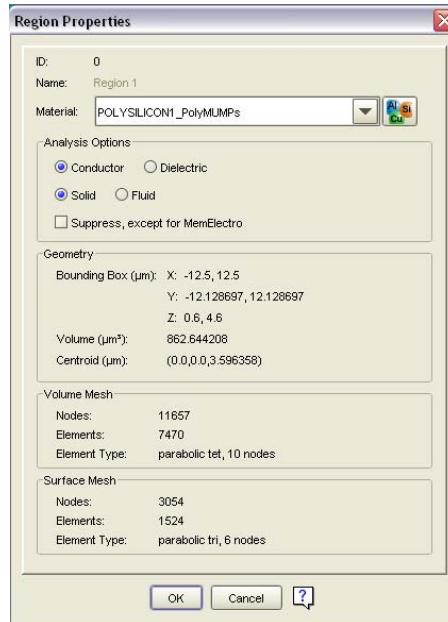 Region Properties
ID: 0
Name: Region 1
Material: POLYSILICON1_PolyMUMPs
Al Si Cu
Analysis Options
Conductor Dielectric
Solid Fluid
Suppress, except for MemElectro
Geometry
Bounding Box (µm): X: -12.5, 12.5
Y: -12.128697, 12.128697
Z: 0.6, 4.6
Volume (µm³): 862.644208
Centroid (µm): (0.0,0.0,3.596358)
Volume Mesh
Nodes: 11657
Elements: 7470
Element Type: parabolic tet, 10 nodes
Surface Mesh
Nodes: 3054
Elements: 1524
Element Type: parabolic tri, 6 nodes
OK Cancel ?